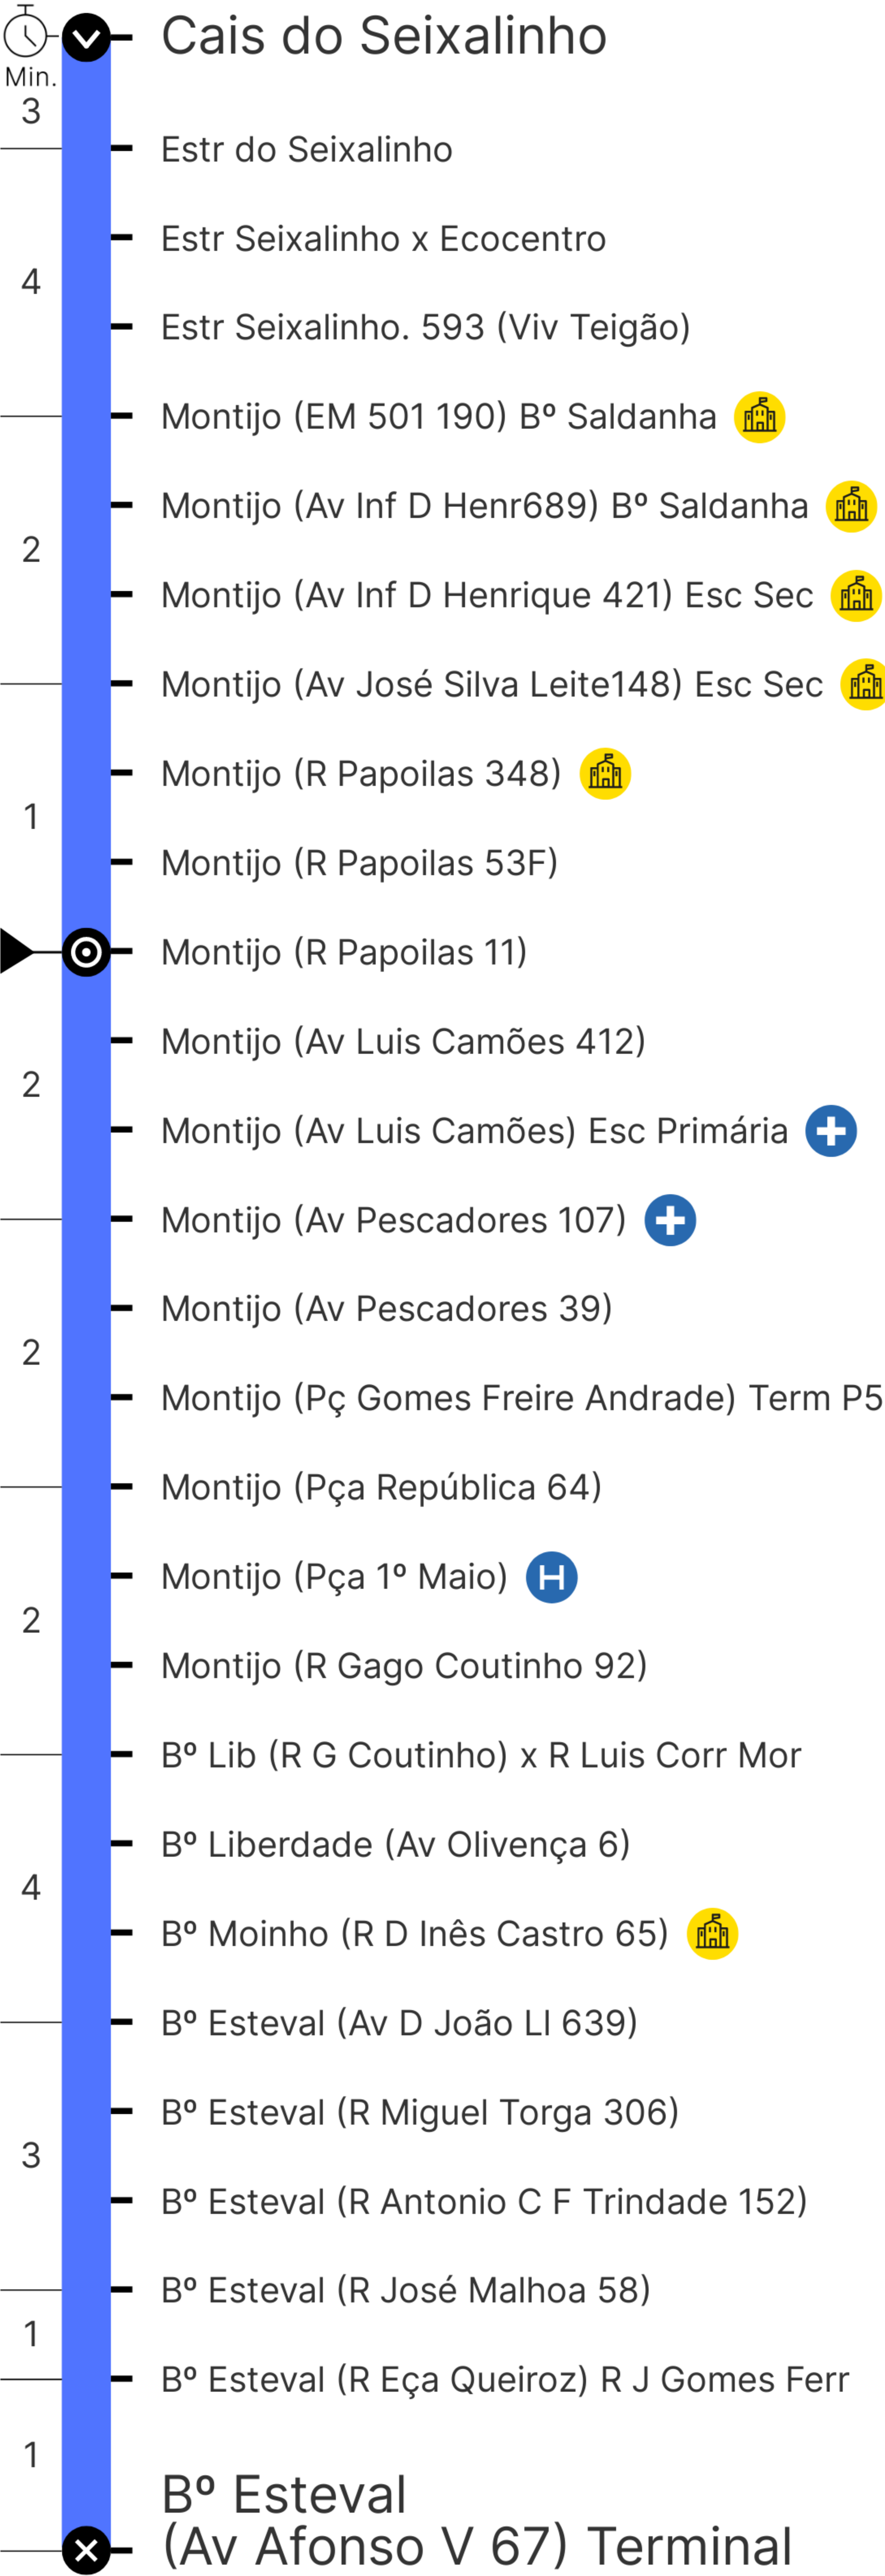 Cais do Seixalinho
Min.
3
Estr do Seixalinho
Estr Seixalinho x Ecocentro
4
Estr Seixalinho. 593 (Viv Teigão)
Montijo (EM 501 190) Bº Saldanha
Montijo (Av Inf D Henr689) Bº Saldanha
2
Montijo (Av Inf D Henrique 421) Esc Sec
Montijo (Av José Silva Leite148) Esc Sec
Montijo (R Papoilas 348)
1
Montijo (R Papoilas 53F)
Montijo (R Papoilas 11)
Montijo (Av Luis Camões 412)
2
Montijo (Av Luis Camões) Esc Primária
Montijo (Av Pescadores 107)
Montijo (Av Pescadores 39)
2
Montijo (Pç Gomes Freire Andrade) Term P5
Montijo (Pça República 64)
Montijo (Pça 1º Maio) H
2
Montijo (R Gago Coutinho 92)
Bº Lib (R G Coutinho) x R Luis Corr Mor
Bº Liberdade (Av Olivença 6)
4
Bº Moinho (R D Inês Castro 65)
Bº Esteval (Av D João LI 639)
Bº Esteval (R Miguel Torga 306)
3
Bº Esteval (R Antonio C F Trindade 152)
Bº Esteval (R José Malhoa 58)
1
Bº Esteval (R Eça Queiroz) R J Gomes Ferr
1
Bº Esteval
(Av Afonso V 67) Terminal